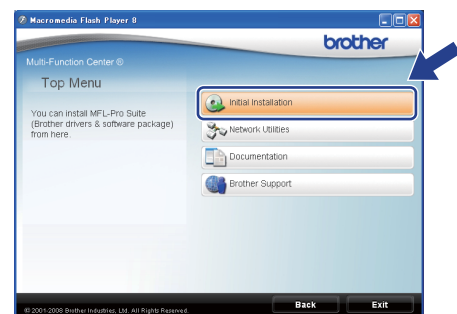 Macromedia Flash Player 8
brother
Multi-Function Center ®
Top Menu
You can install MFL-Pro Suite
(Brother drivers & software package)
from here.
Initial Installation
Network Utilities
Documentation
Brother Support
© 2001-2008 Brother Industries, Ltd. All Rights Reserved.
Back
Exit